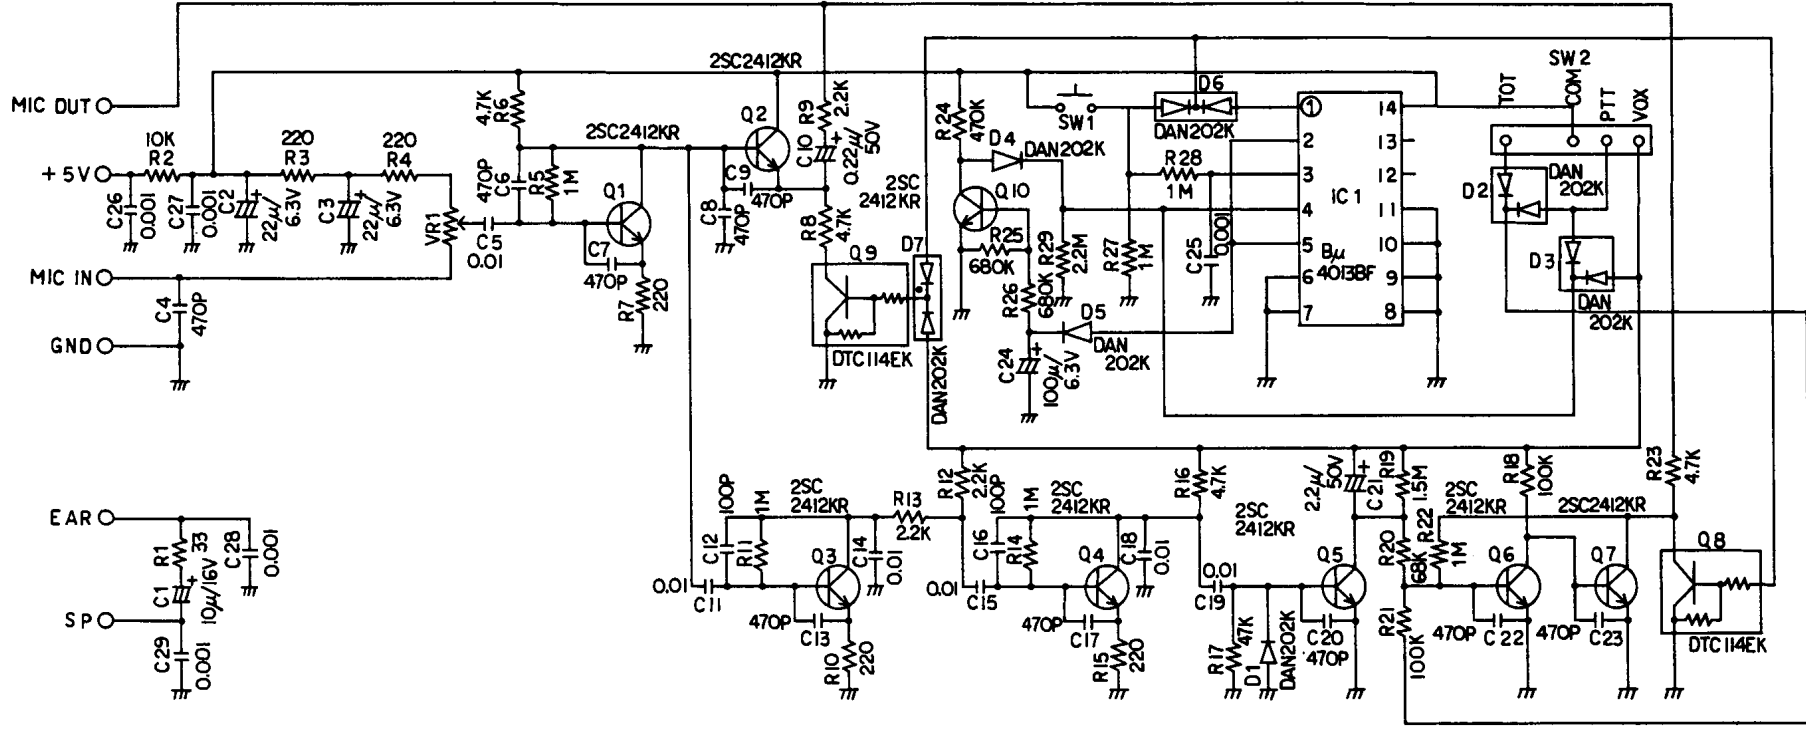 MIC OUT
+5V
MIC IN
GND
EAR
SP
10K
R2
C26
0.001
C27
0.001
C2
22μ/
6.3V
220
R3
C3
22μ/
6.3V
220
R4
VR1
C4
470P
C5
0.01
4.7K
R6
470P
C6
R5
1M
2SC2412KR
Q1
C7
470P
R7
220
2SC2412KR
Q2
C9
470P
C8
470P
R9
2.2K
C10
0.22μ/
50V
R8
4.7K
Q9
DTC114EK
2SC
2412KR
D7
DAN202K
R24
470K
D4
DAN202K
Q10
R25
680K
R26
680K
R29
2.2M
C24
100μ/
6.3V
D5
DAN
202K
SW1
D6
DAN202K
R28
1M
R27
1M
C25
0.001
IC1
Bμ
4013BF
1
2
3
4
5
6
7
14
13
12
11
10
9
8
SW2
TOT
COM
PTT
VOX
D2
DAN
202K
D3
DAN
202K
R1
33
C1
10μ/16V
C28
0.001
C29
0.001
0.01
C11
100P
C12
1M
R11
2SC
2412KR
Q3
C14
0.01
470P
C13
R10
220
R13
2.2K
R12
2.2K
0.01
C15
100P
C16
1M
R14
2SC
2412KR
Q4
C18
0.01
470P
C17
R15
220
R16
4.7K
0.01
C19
R17
47K
D1
DAN202K
2SC
2412KR
Q5
C20
470P
2.2μ/
50V
C21
R19
1.5M
R20
68K
R21
100K
R22
1M
2SC
2412KR
Q6
470P
C22
R18
100K
2SC2412KR
Q7
470P
C23
R23
4.7K
Q8
DTC114EK